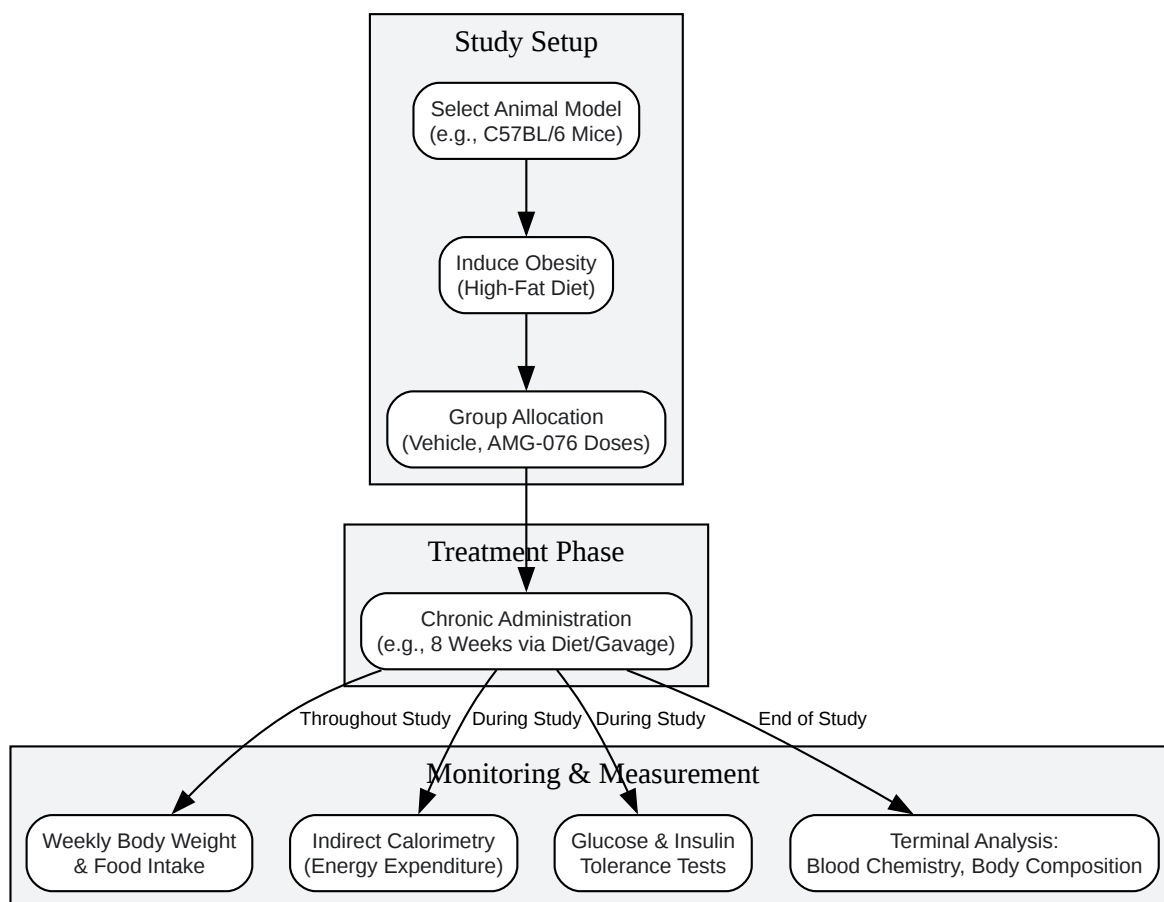 Study Setup
Select Animal Model
(e.g., C57BL/6 Mice)
Induce Obesity
(High-Fat Diet)
Group Allocation
(Vehicle, AMG-076 Doses)
Treatment Phase
Chronic Administration
(e.g., 8 Weeks via Diet/Gavage)
Throughout Study
During Study
During Study
End of Study
Monitoring & Measurement
Weekly Body Weight
& Food Intake
Indirect Calorimetry
(Energy Expenditure)
Glucose & Insulin
Tolerance Tests
Terminal Analysis:
Blood Chemistry, Body Composition